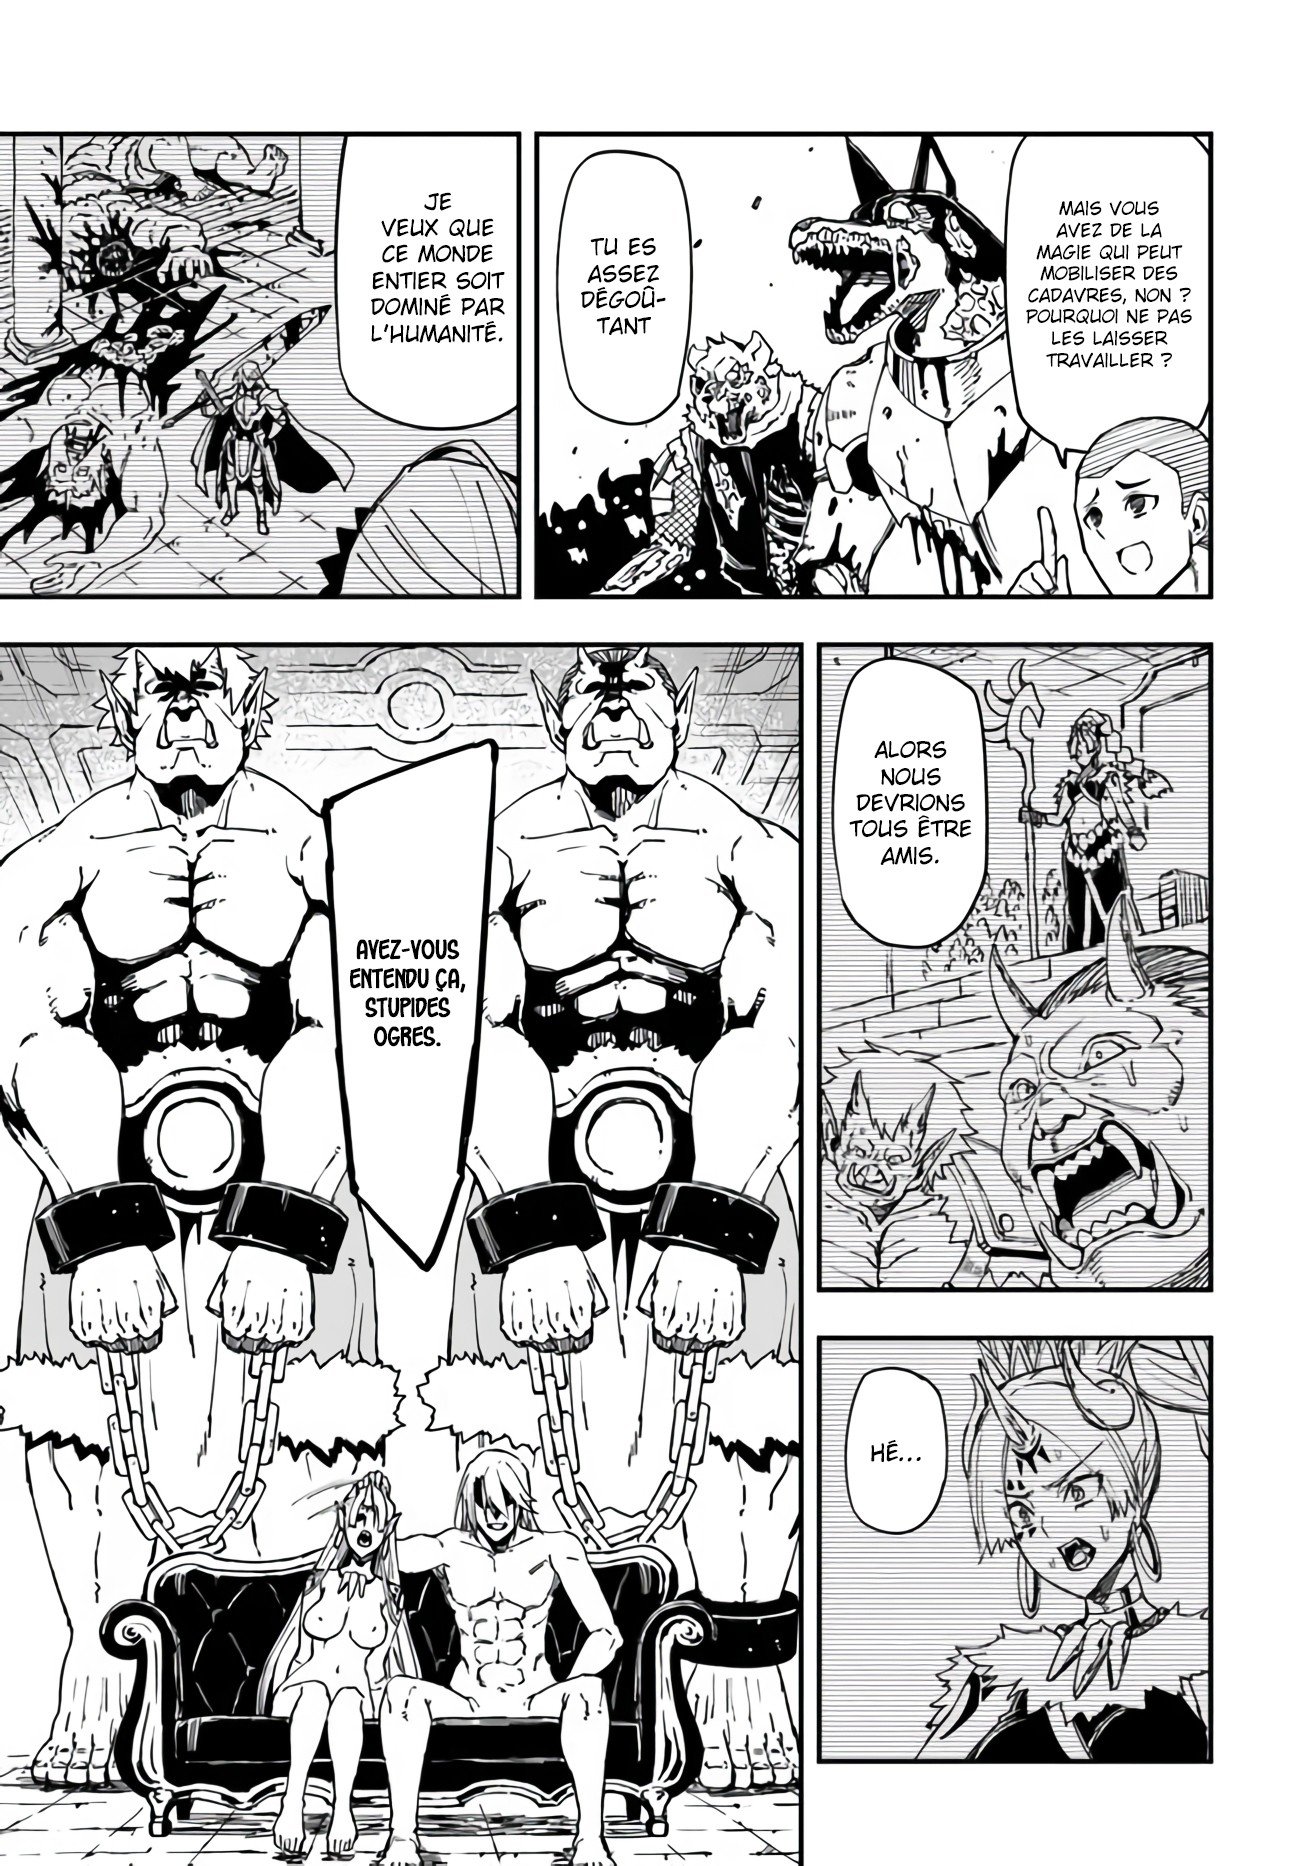 MAIS VOUS
AVEZ DE LA
MAGIE QUI PEUT
MOBILISER DES
CADAVRES, NON ?
POURQUOI NE PAS
LES LAISSER
TRAVAILLER ?
TU ES
ASSEZ
DÉGOÛ-
TANT
JE
VEUX QUE
CE MONDE
ENTIER SOIT
DOMINÉ PAR
L'HUMANITÉ.
ALORS
NOUS
DEVRIONS
TOUS ÊTRE
AMIS.
HÉ...
AVEZ-VOUS
ENTENDU ÇA,
STUPIDES
OGRES.